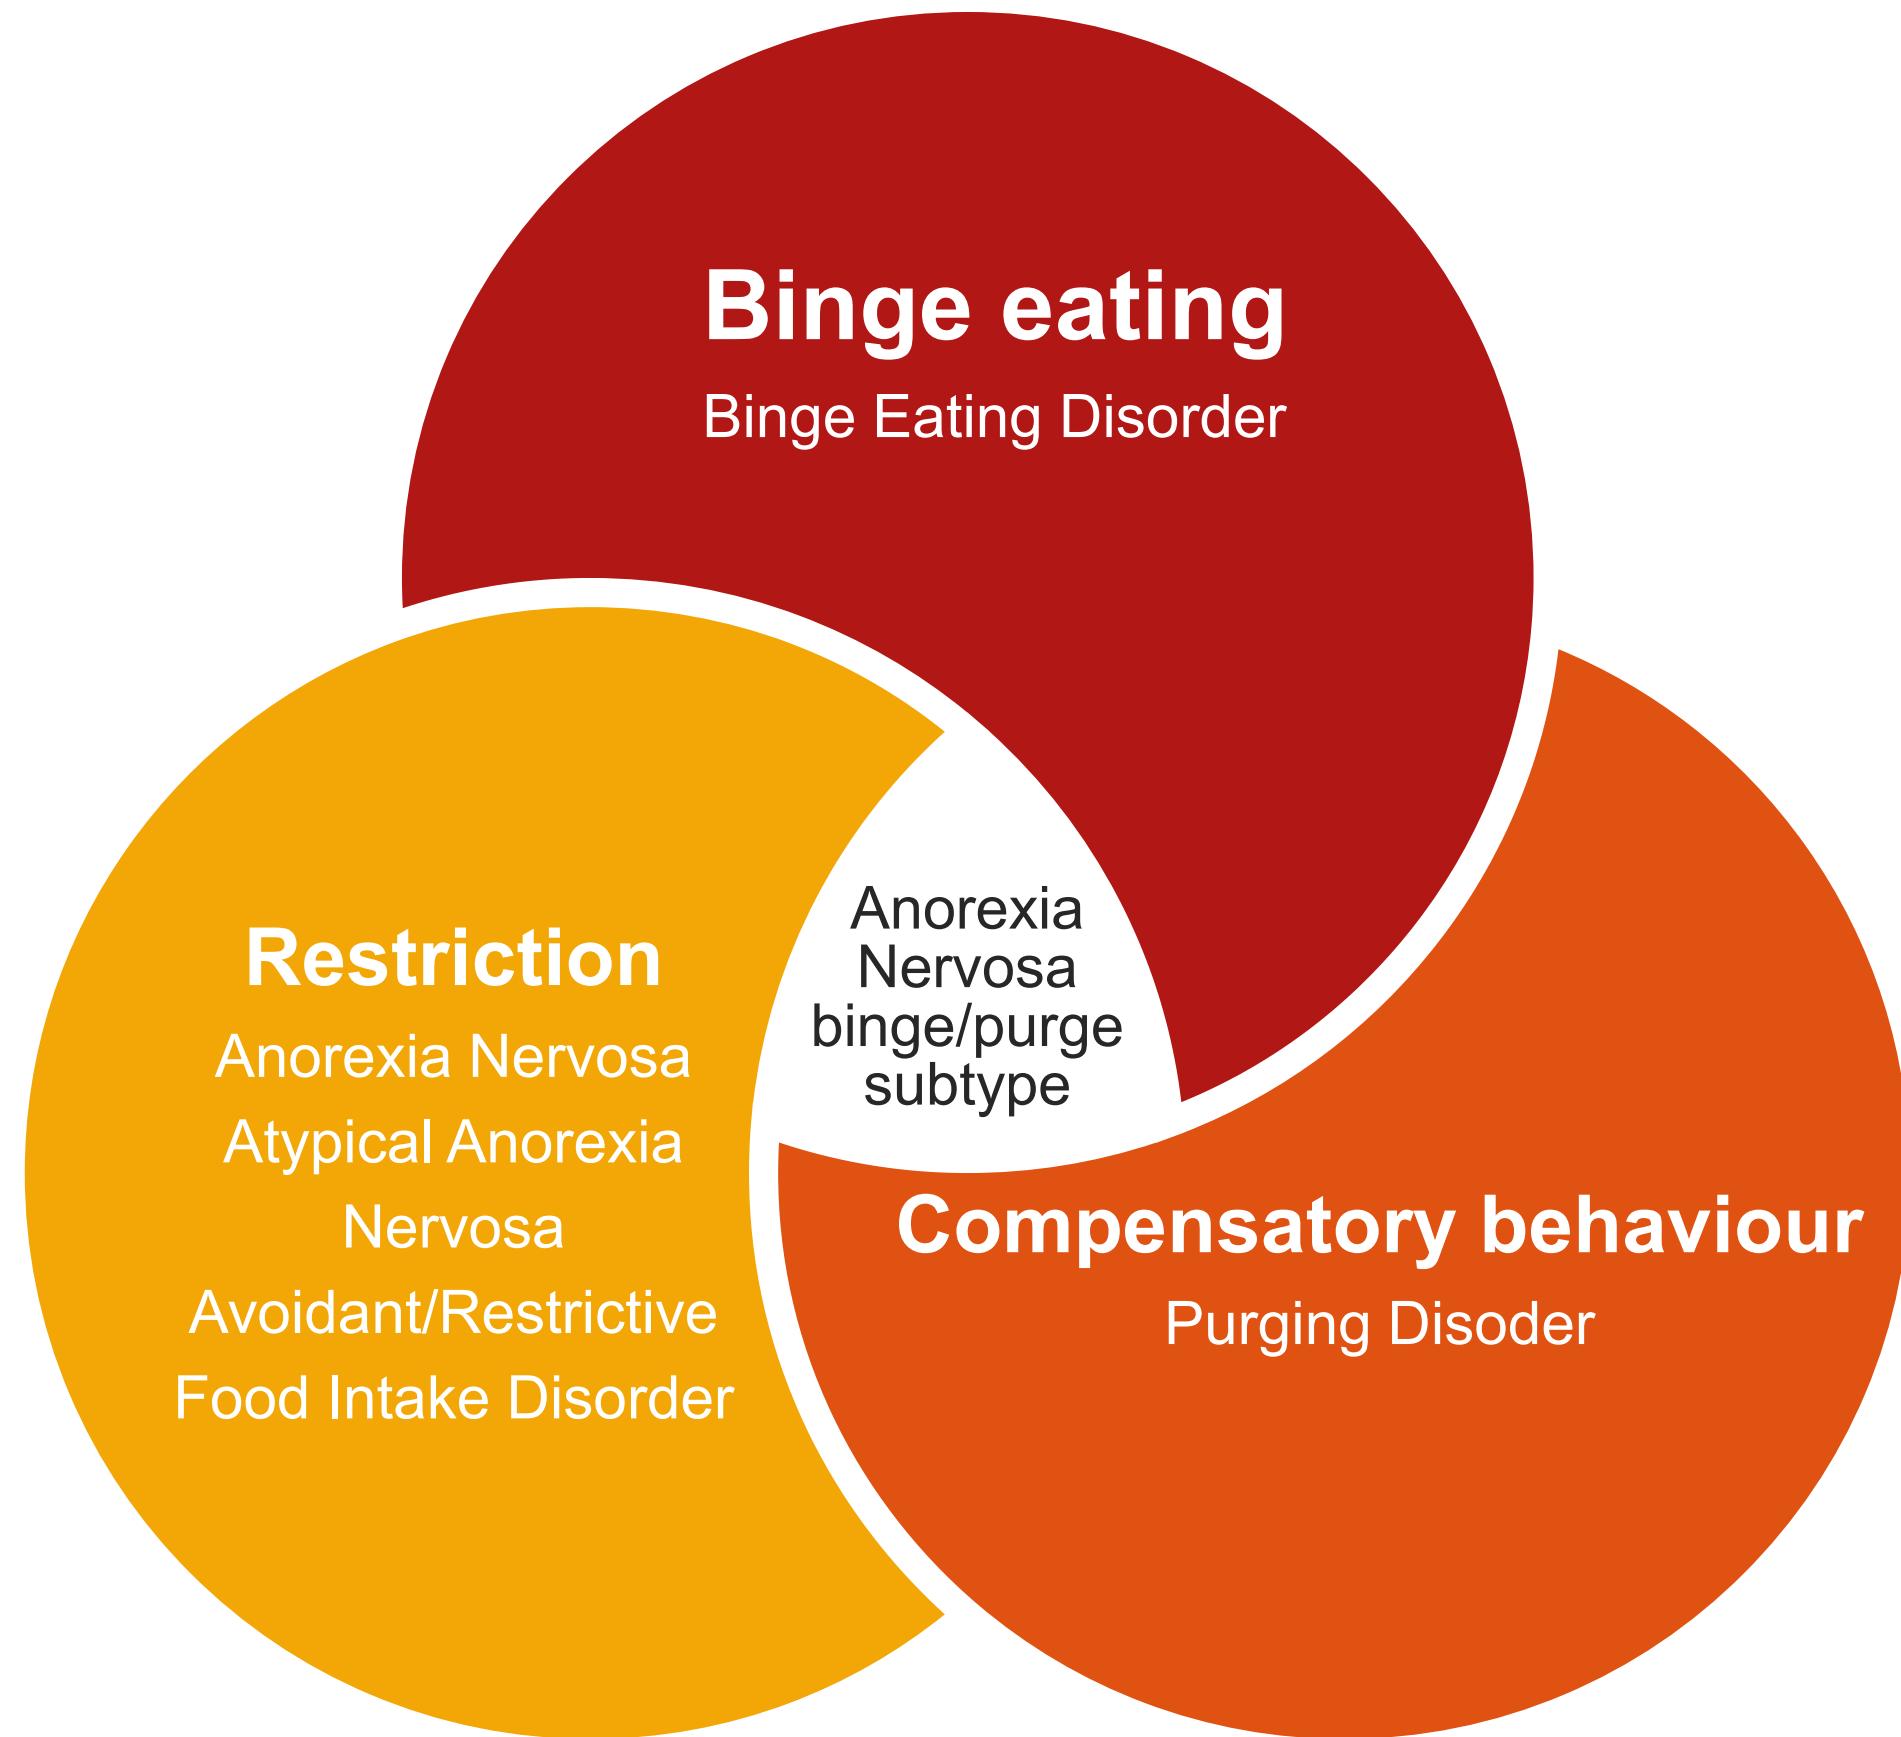 Binge eating
Binge Eating Disorder
Restriction
Anorexia Nervosa
Atypical Anorexia
Nervosa
Avoidant/Restrictive
Food Intake Disorder
Anorexia
Nervosa
binge/purge
subtype
Compensatory behaviour
Purging Disoder